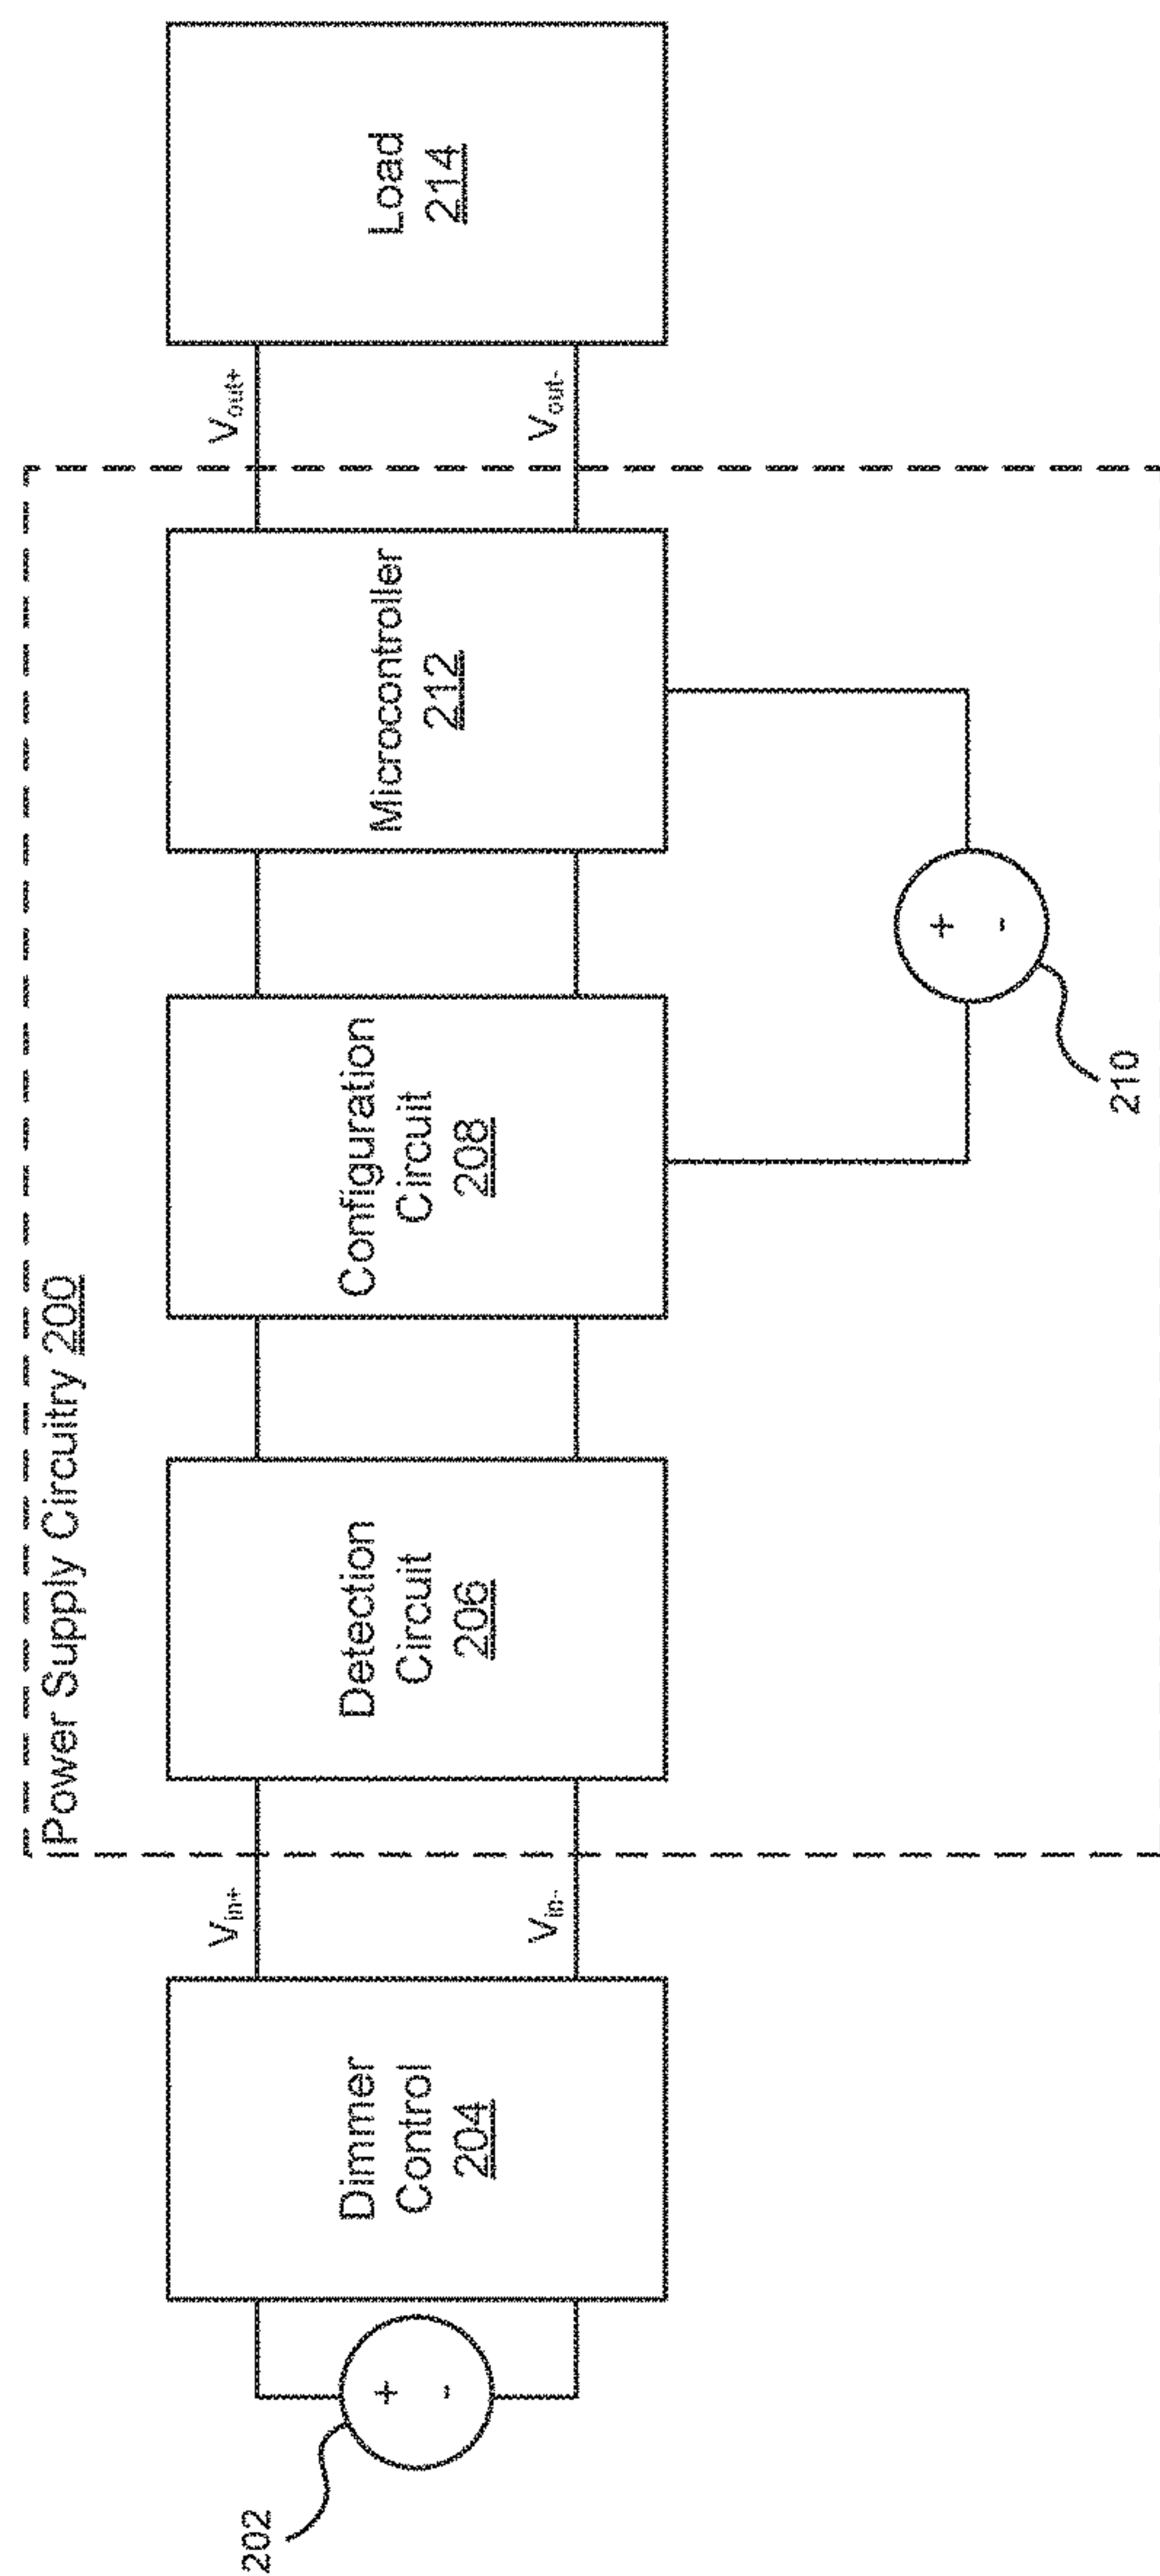 Power Supply Circuitry 200
202
+
-
Dimmer
Control
204
Vin+
Vin-
Detection
Circuit
206
Configuration
Circuit
208
+
-
210
Microcontroller
212
Vout+
Vout-
Load
214